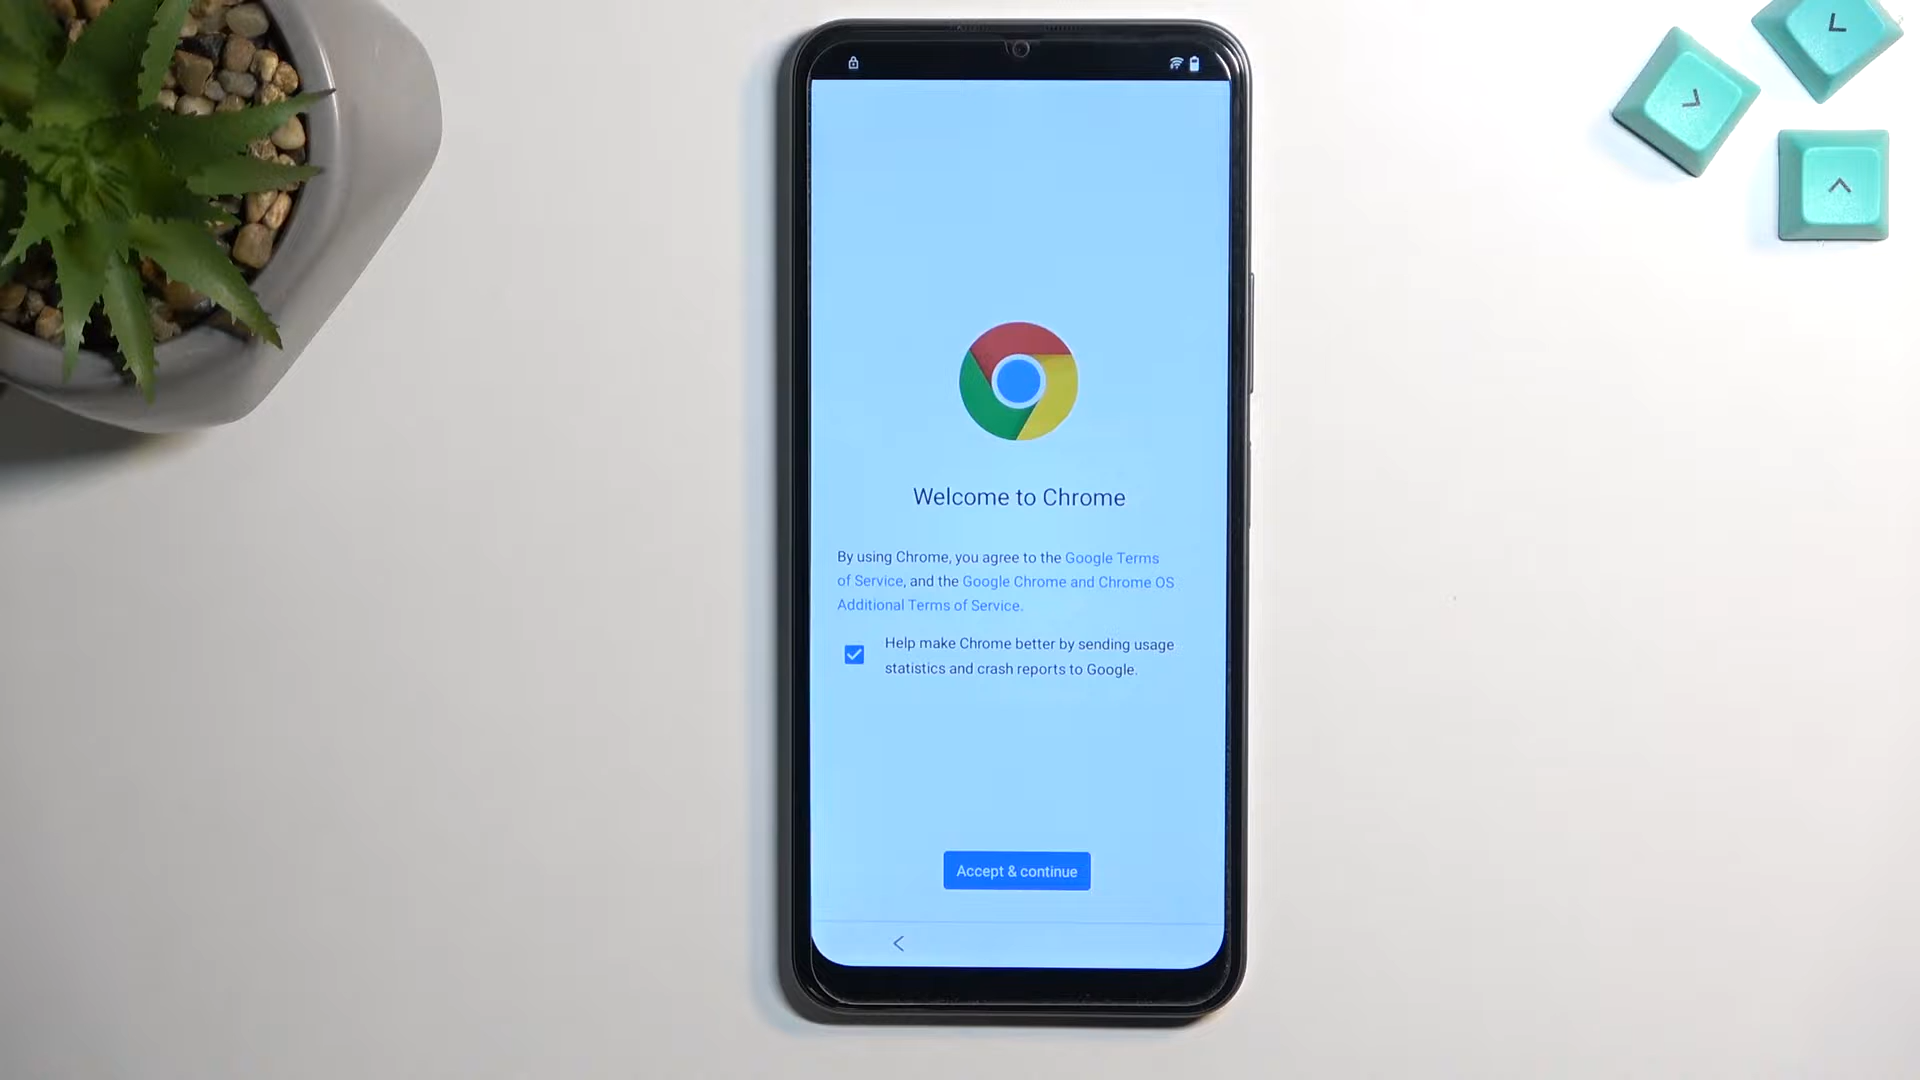 Welcome to Chrome
By using Chrome, you agree to the Google Terms
of Service, and the Google Chrome and Chrome OS
Additional Terms of Service.
Help make Chrome better by sending usage
statistics and crash reports to Google.
Accept & continue